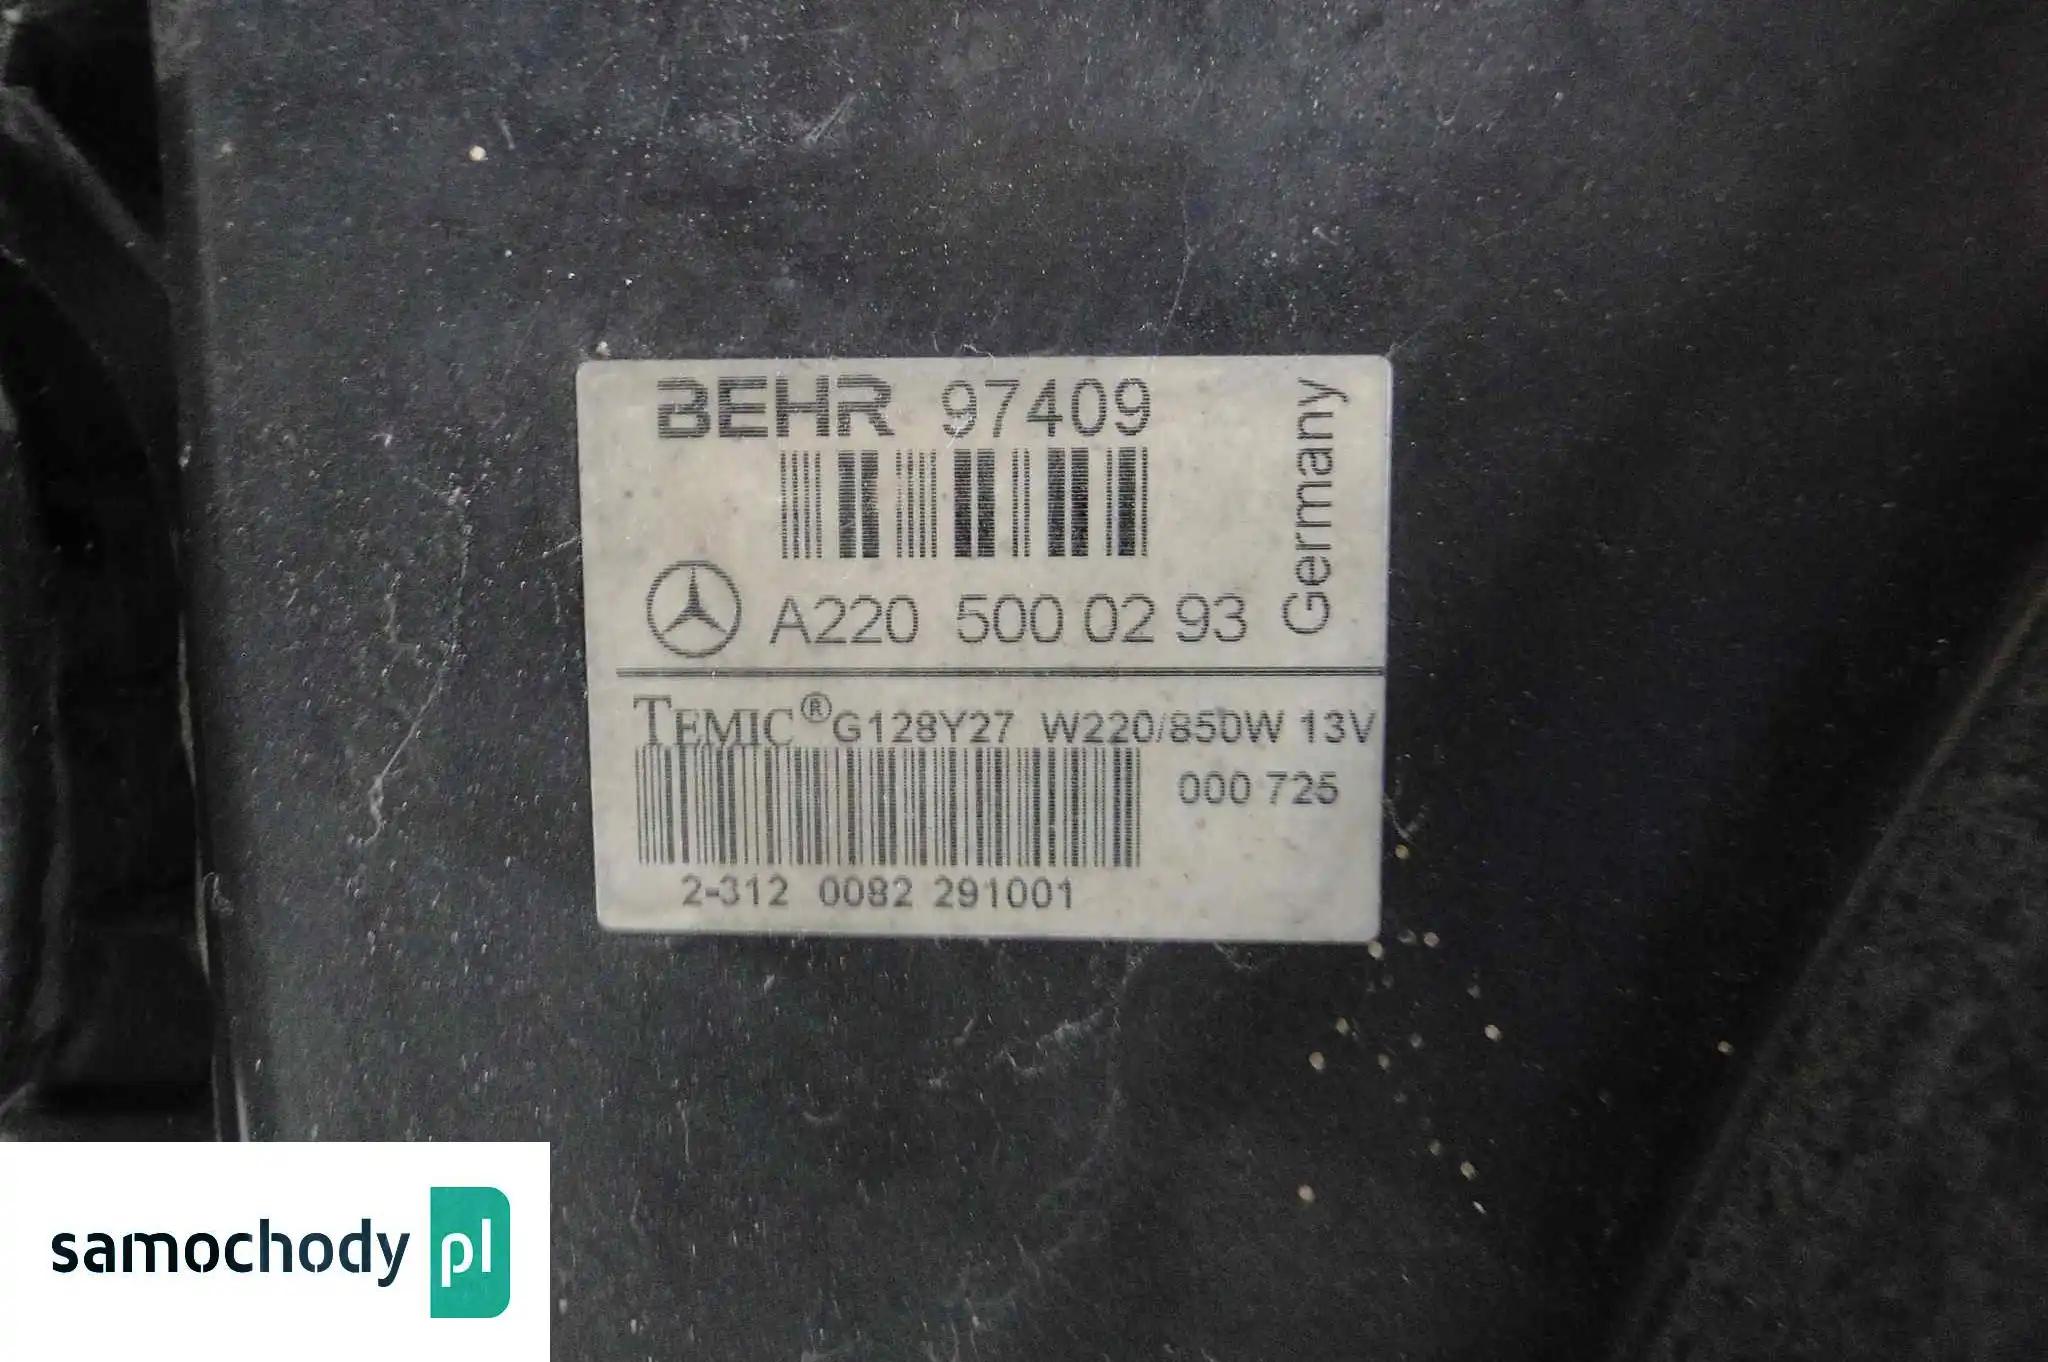 BEHR 97409
Germany
A220 500 02 93
TEMIC® G128Y27 W220/850W 13V
000 725
2-312 0082 291001
samochody pl